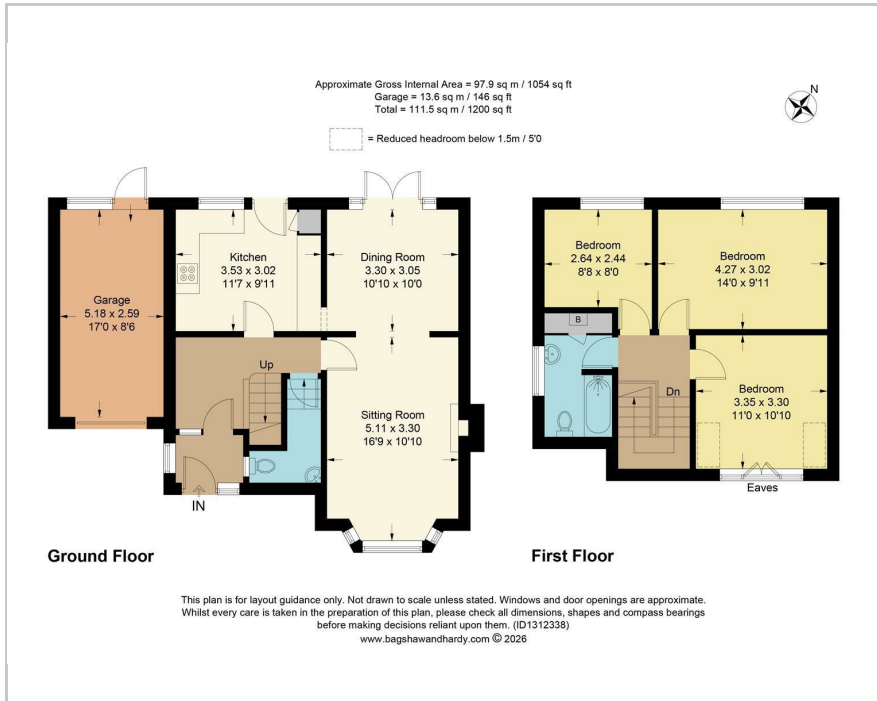 Approximate Gross Internal Area = 97.9 sq m / 1054 sq ft
Garage = 13.6 sq m / 146 sq ft
Total = 111.5 sq m / 1200 sq ft
= Reduced headroom below 1.5m / 5'0
N
Kitchen
3.53 x 3.02
11'7 x 9'11
Dining Room
3.30 x 3.05
10'10 x 10'0
Garage
5.18 x 2.59
17'0 x 8'6
Up
Sitting Room
5.11 x 3.30
16'9 x 10'10
IN
Ground Floor
Bedroom
2.64 x 2.44
8'8 x 8'0
Bedroom
4.27 x 3.02
14'0 x 9'11
B
Dn
Bedroom
3.35 x 3.30
11'0 x 10'10
Eaves
First Floor
This plan is for layout guidance only. Not drawn to scale unless stated. Windows and door openings are approximate.
Whilst every care is taken in the preparation of this plan, please check all dimensions, shapes and compass bearings
before making decisions reliant upon them. (ID1312338)
www.bagshawandhardy.com © 2026